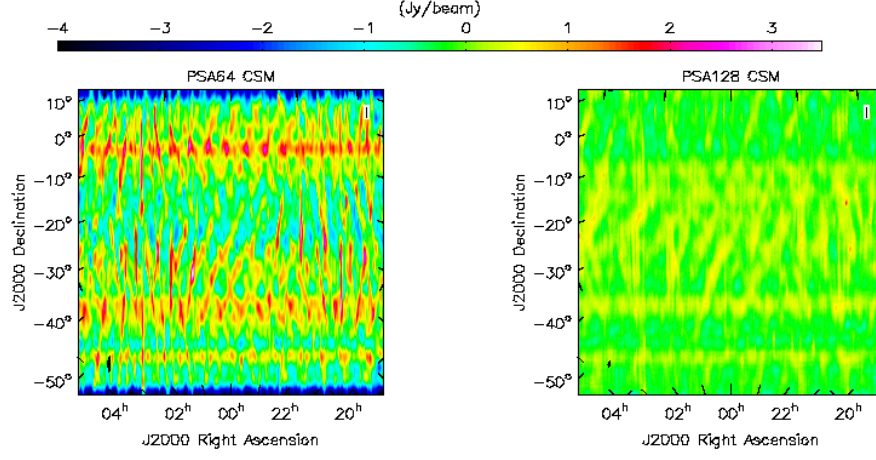 (Jy/beam)
−4 −3 −2 −1 0 1 2 3
PSA64 CSM PSA128 CSM
I I
10° 10°
0° 0°
−10° −10°
−20° −20°
−30° −30°
−40° −40°
−50° −50°
J2000 Declination J2000 Declination
04h 02h 00h 22h 20h 04h 02h 00h 22h 20h
J2000 Right Ascension J2000 Right Ascension